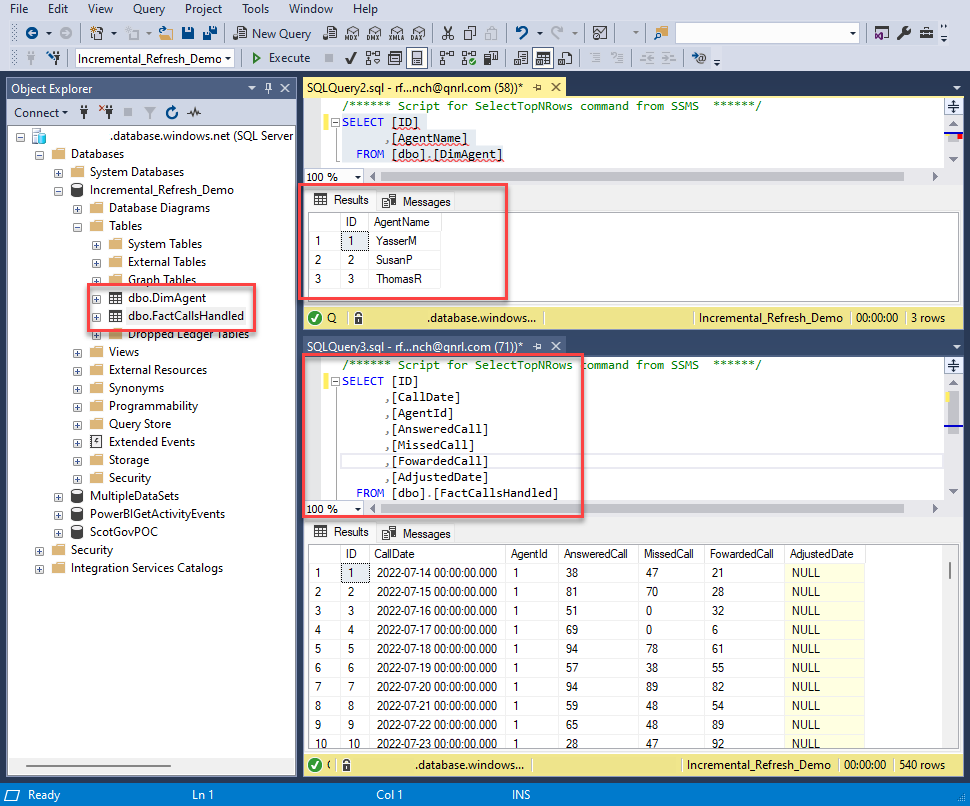 File Edit View Query Project Tools Window Help
New Query MDX DMX XMLA DAX
Incremental_Refresh_Demo Execute
Object Explorer
Connect
.database.windows.net (SQL Server
Databases
System Databases
Incremental_Refresh_Demo
Database Diagrams
Tables
System Tables
External Tables
Graph Tables
dbo.DimAgent
dbo.FactCallsHandled
Dropped Ledger Tables
Views
External Resources
Synonyms
Programmability
Query Store
Extended Events
Storage
Security
MultipleDataSets
PowerBIGetActivityEvents
ScotGovPOC
Security
Integration Services Catalogs
SQLQuery2.sql - rf...nch@qnrl.com (58))*
/****** Script for SelectTopNRows command from SSMS ******/
SELECT [ID]
,[AgentName]
FROM [dbo].[DimAgent]
100 %
Results Messages
ID AgentName
1 1 YasserM
2 2 SusanP
3 3 ThomasR
Q .database.windows... Incremental_Refresh_Demo 00:00:00 3 rows
SQLQuery3.sql - rf...nch@qnrl.com (71))*
/****** Script for SelectTopNRows command from SSMS ******/
SELECT [ID]
,[CallDate]
,[AgentId]
,[AnsweredCall]
,[MissedCall]
,[FowardedCall]
,[AdjustedDate]
FROM [dbo].[FactCallsHandled]
100 %
Results Messages
ID CallDate AgentId AnsweredCall MissedCall FowardedCall AdjustedDate
1 1 2022-07-14 00:00:00.000 1 38 47 21 NULL
2 2 2022-07-15 00:00:00.000 1 81 70 28 NULL
3 3 2022-07-16 00:00:00.000 1 51 0 32 NULL
4 4 2022-07-17 00:00:00.000 1 69 0 6 NULL
5 5 2022-07-18 00:00:00.000 1 94 78 61 NULL
6 6 2022-07-19 00:00:00.000 1 57 38 55 NULL
7 7 2022-07-20 00:00:00.000 1 94 89 82 NULL
8 8 2022-07-21 00:00:00.000 1 59 48 54 NULL
9 9 2022-07-22 00:00:00.000 1 65 48 89 NULL
10 10 2022-07-23 00:00:00.000 1 28 47 92 NULL
.database.windows... Incremental_Refresh_Demo 00:00:00 540 rows
Ready Ln 1 Col 1 INS